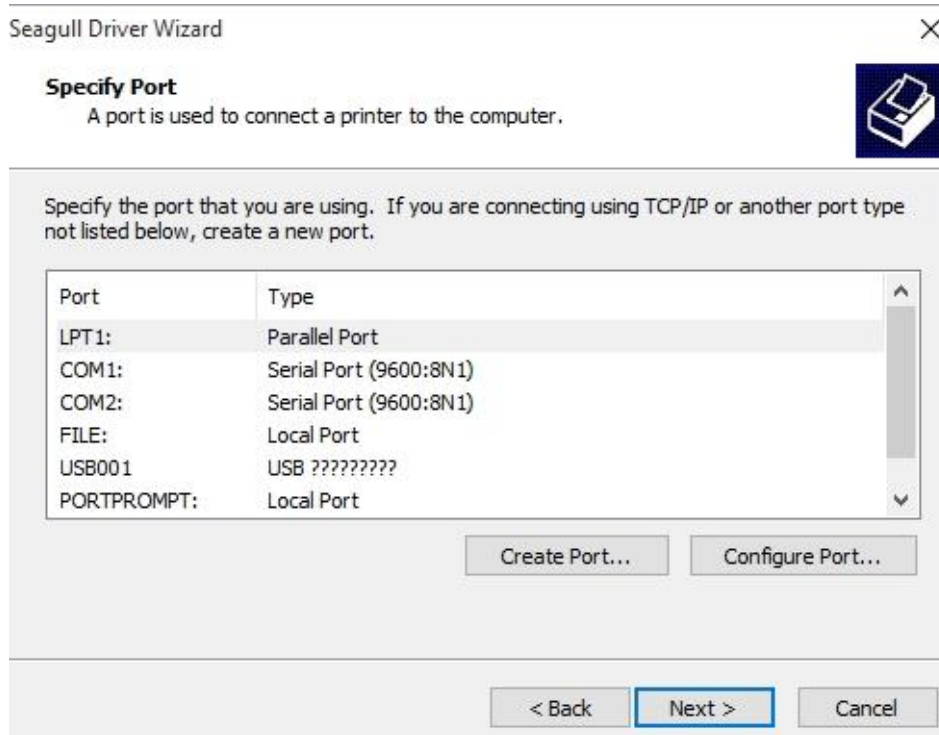 Seagull Driver Wizard
Specify Port
A port is used to connect a printer to the computer.
Specify the port that you are using. If you are connecting using TCP/IP or another port type
not listed below, create a new port.
Port Type
LPT1: Parallel Port
COM1: Serial Port (9600:8N1)
COM2: Serial Port (9600:8N1)
FILE: Local Port
USB001 USB ?????????
PORTPROMPT: Local Port
Create Port... Configure Port...
< Back Next > Cancel